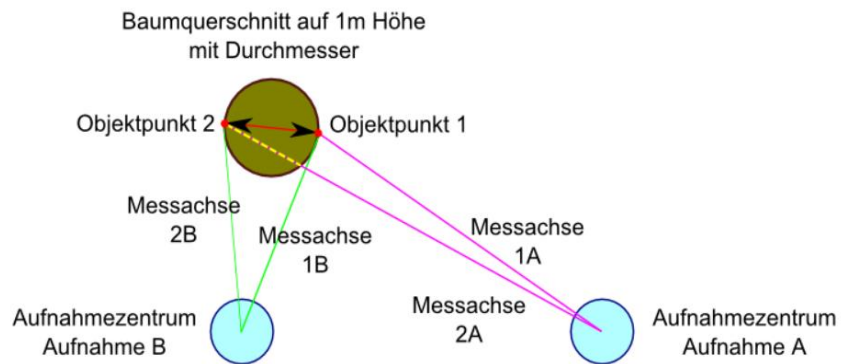 Baumquerschnitt auf 1m Höhe
mit Durchmesser
Objektpunkt 2
Objektpunkt 1
Messachse
2B
Messachse
1B
Messachse
1A
Messachse
2A
Aufnahmezentrum
Aufnahme B
Aufnahmezentrum
Aufnahme A